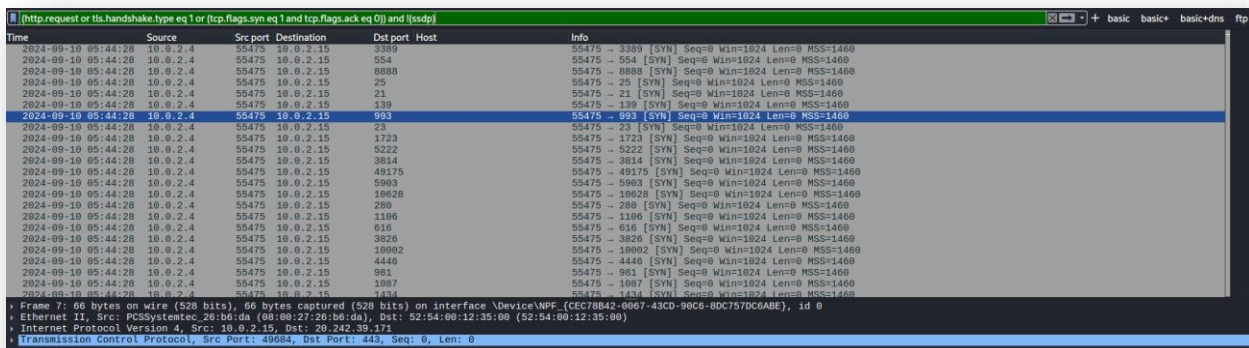 (http.request or tls.handshake.type eq 1 or (tcp.flags.syn eq 1 and tcp.flags.ack eq 0)) and !(ssdp) + basic basic+ basic+dns ftp
Time Source Src port Destination Dst port Host Info
2024-09-10 05:44:28 10.0.2.4 55475 10.0.2.15 3389 55475 → 3389 [SYN] Seq=0 Win=1024 Len=0 MSS=1460
2024-09-10 05:44:28 10.0.2.4 55475 10.0.2.15 554 55475 → 554 [SYN] Seq=0 Win=1024 Len=0 MSS=1460
2024-09-10 05:44:28 10.0.2.4 55475 10.0.2.15 8888 55475 → 8888 [SYN] Seq=0 Win=1024 Len=0 MSS=1460
2024-09-10 05:44:28 10.0.2.4 55475 10.0.2.15 25 55475 → 25 [SYN] Seq=0 Win=1024 Len=0 MSS=1460
2024-09-10 05:44:28 10.0.2.4 55475 10.0.2.15 21 55475 → 21 [SYN] Seq=0 Win=1024 Len=0 MSS=1460
2024-09-10 05:44:28 10.0.2.4 55475 10.0.2.15 139 55475 → 139 [SYN] Seq=0 Win=1024 Len=0 MSS=1460
2024-09-10 05:44:28 10.0.2.4 55475 10.0.2.15 993 55475 → 993 [SYN] Seq=0 Win=1024 Len=0 MSS=1460
2024-09-10 05:44:28 10.0.2.4 55475 10.0.2.15 23 55475 → 23 [SYN] Seq=0 Win=1024 Len=0 MSS=1460
2024-09-10 05:44:28 10.0.2.4 55475 10.0.2.15 1723 55475 → 1723 [SYN] Seq=0 Win=1024 Len=0 MSS=1460
2024-09-10 05:44:28 10.0.2.4 55475 10.0.2.15 5222 55475 → 5222 [SYN] Seq=0 Win=1024 Len=0 MSS=1460
2024-09-10 05:44:28 10.0.2.4 55475 10.0.2.15 3814 55475 → 3814 [SYN] Seq=0 Win=1024 Len=0 MSS=1460
2024-09-10 05:44:28 10.0.2.4 55475 10.0.2.15 49175 55475 → 49175 [SYN] Seq=0 Win=1024 Len=0 MSS=1460
2024-09-10 05:44:28 10.0.2.4 55475 10.0.2.15 5903 55475 → 5903 [SYN] Seq=0 Win=1024 Len=0 MSS=1460
2024-09-10 05:44:28 10.0.2.4 55475 10.0.2.15 10628 55475 → 10628 [SYN] Seq=0 Win=1024 Len=0 MSS=1460
2024-09-10 05:44:28 10.0.2.4 55475 10.0.2.15 280 55475 → 280 [SYN] Seq=0 Win=1024 Len=0 MSS=1460
2024-09-10 05:44:28 10.0.2.4 55475 10.0.2.15 1106 55475 → 1106 [SYN] Seq=0 Win=1024 Len=0 MSS=1460
2024-09-10 05:44:28 10.0.2.4 55475 10.0.2.15 616 55475 → 616 [SYN] Seq=0 Win=1024 Len=0 MSS=1460
2024-09-10 05:44:28 10.0.2.4 55475 10.0.2.15 3826 55475 → 3826 [SYN] Seq=0 Win=1024 Len=0 MSS=1460
2024-09-10 05:44:28 10.0.2.4 55475 10.0.2.15 10002 55475 → 10002 [SYN] Seq=0 Win=1024 Len=0 MSS=1460
2024-09-10 05:44:28 10.0.2.4 55475 10.0.2.15 4446 55475 → 4446 [SYN] Seq=0 Win=1024 Len=0 MSS=1460
2024-09-10 05:44:28 10.0.2.4 55475 10.0.2.15 981 55475 → 981 [SYN] Seq=0 Win=1024 Len=0 MSS=1460
2024-09-10 05:44:28 10.0.2.4 55475 10.0.2.15 1087 55475 → 1087 [SYN] Seq=0 Win=1024 Len=0 MSS=1460
2024-09-10 05:44:28 10.0.2.4 55475 10.0.2.15 1434 55475 → 1434 [SYN] Seq=0 Win=1024 Len=0 MSS=1460
Frame 7: 66 bytes on wire (528 bits), 66 bytes captured (528 bits) on interface \Device\NPF_{CEC78B42-0067-43CD-90C6-8DC757DC6ABE}, id 0
Ethernet II, Src: PCSSystemtec_26:b6:da (08:00:27:26:b6:da), Dst: 52:54:00:12:35:00 (52:54:00:12:35:00)
Internet Protocol Version 4, Src: 10.0.2.15, Dst: 20.242.39.171
Transmission Control Protocol, Src Port: 49684, Dst Port: 443, Seq: 0, Len: 0